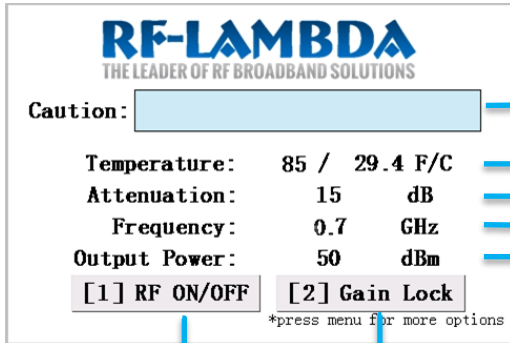 RF-LAMBDA
THE LEADER OF RF BROADBAND SOLUTIONS
Caution:
Temperature: 85 / 29.4 F/C
Attenuation: 15 dB
Frequency: 0.7 GHz
Output Power: 50 dBm
[1] RF ON/OFF [2] Gain Lock
*press menu for more options